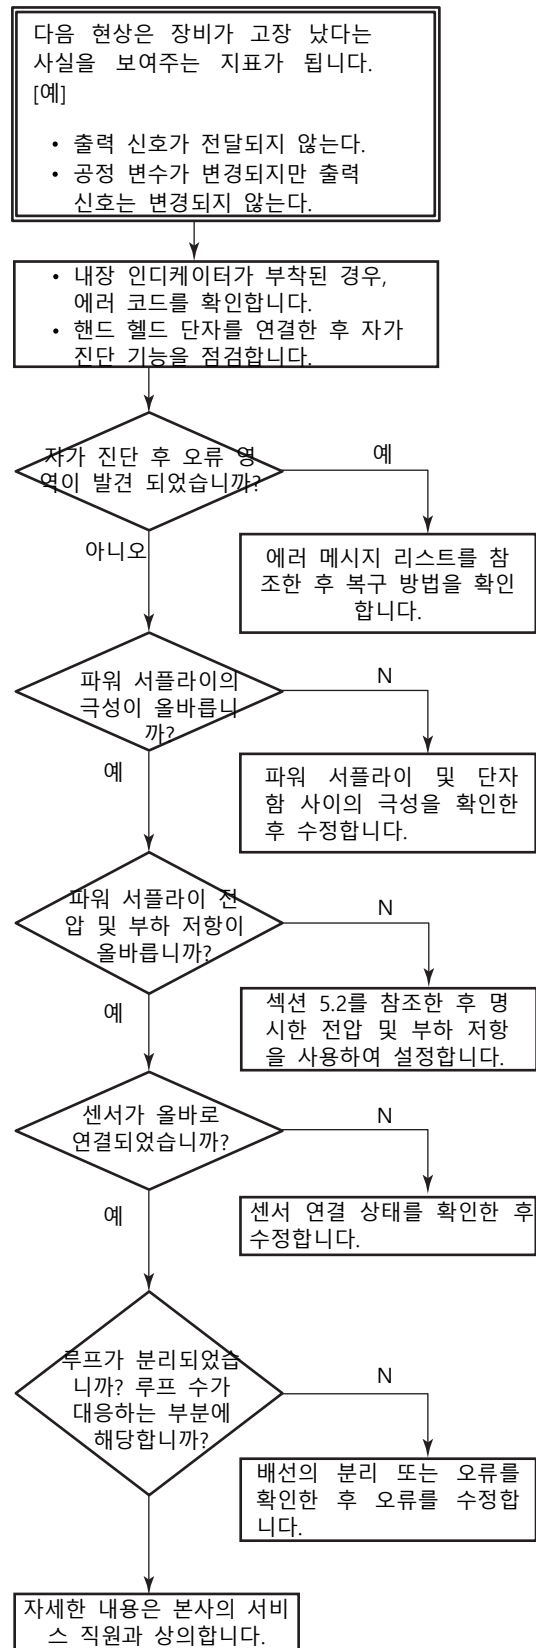 다음 현상은 장비가 고장 났다는
사실을 보여주는 지표가 됩니다.
[예]
• 출력 신호가 전달되지 않는다.
• 공정 변수가 변경되지만 출력
신호는 변경되지 않는다.
• 내장 인디케이터가 부착된 경우,
에러 코드를 확인합니다.
• 핸드 헬드 단자를 연결한 후 자가
진단 기능을 점검합니다.
자가 진단 후 오류 영
역이 발견 되었습니까?
예
아니오
에러 메시지 리스트를 참
조한 후 복구 방법을 확인
합니다.
파워 서플라이의
극성이 올바릅니
까?
N
예
파워 서플라이 및 단자
함 사이의 극성을 확인한
후 수정합니다.
파워 서플라이 전
압 및 부하 저항이
올바릅니까?
N
예
섹션 5.2를 참조한 후 명
시한 전압 및 부하 저항
을 사용하여 설정합니다.
센서가 올바로
연결되었습니까?
N
예
센서 연결 상태를 확인한 후
수정합니다.
루프가 분리되었습
니까? 루프 수가
대응하는 부분에
해당합니까?
N
배선의 분리 또는 오류를
확인한 후 오류를 수정합
니다.
자세한 내용은 본사의 서비
스 직원과 상의합니다.